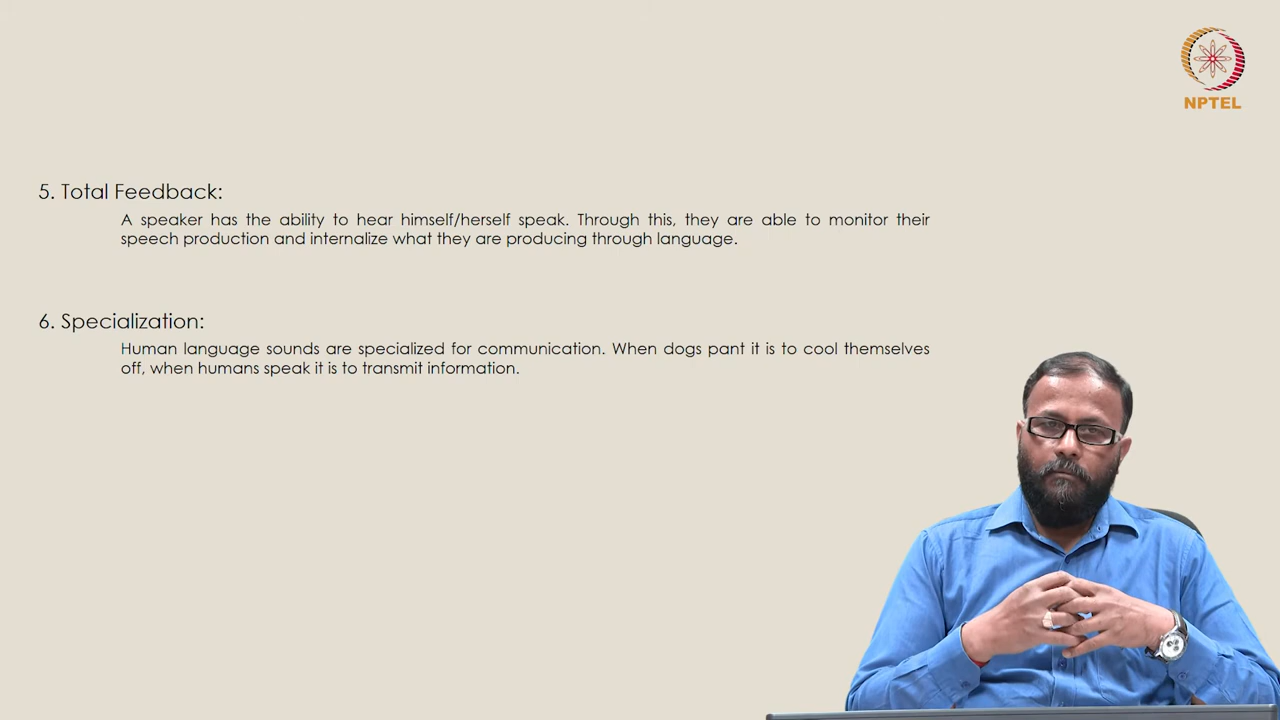 NPTEL
5. Total Feedback:
A speaker has the ability to hear himself/herself speak. Through this, they are able to monitor their
speech production and internalize what they are producing through language.
6. Specialization:
Human language sounds are specialized for communication. When dogs pant it is to cool themselves
off, when humans speak it is to transmit information.